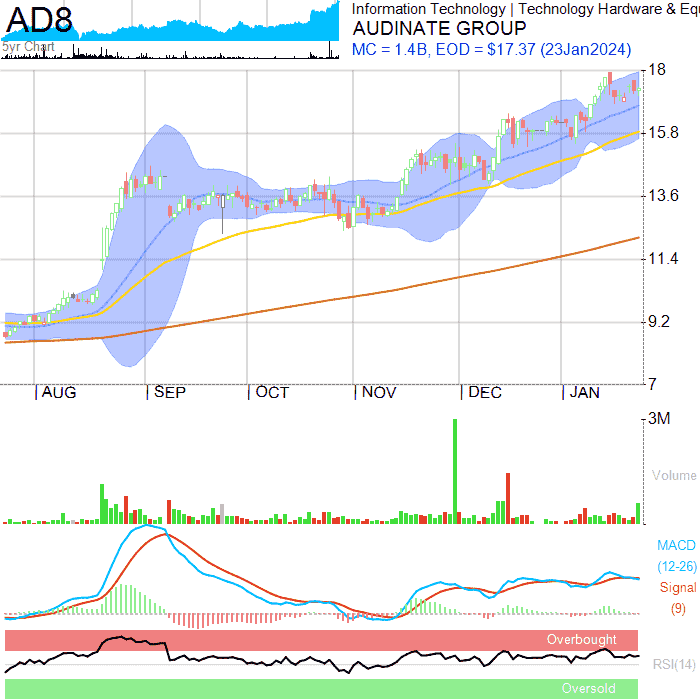 AD8
Information Technology | Technology Hardware & Equ
AUDINATE GROUP
MC = 1.4B, EOD = $17.37 (23Jan2024)
5yr Chart
18
15.8
13.6
11.4
9.2
7
| AUG | SEP | OCT | NOV | DEC | JAN
3M
Volume
MACD
(12-26)
Signal
(9)
Overbought
RSI(14)
Oversold